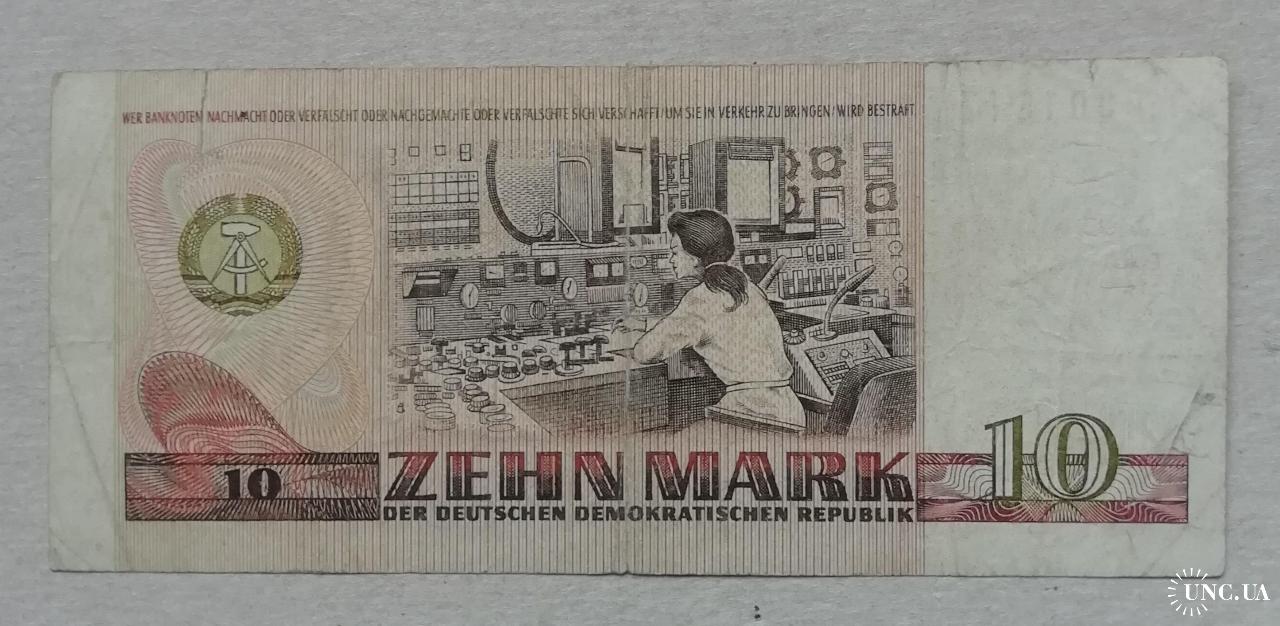 WER BANKNOTEN NACHMACHT ODER VERFÄLSCHT ODER NACHGEMACHTE ODER VERFÄLSCHTE SICH VERSCHAFFT/UM SIE IN VERKEHR ZU BRINGEN/WIRD BESTRAFT
10
ZEHN MARK
10
DER DEUTSCHEN DEMOKRATISCHEN REPUBLIK
UNC.UA